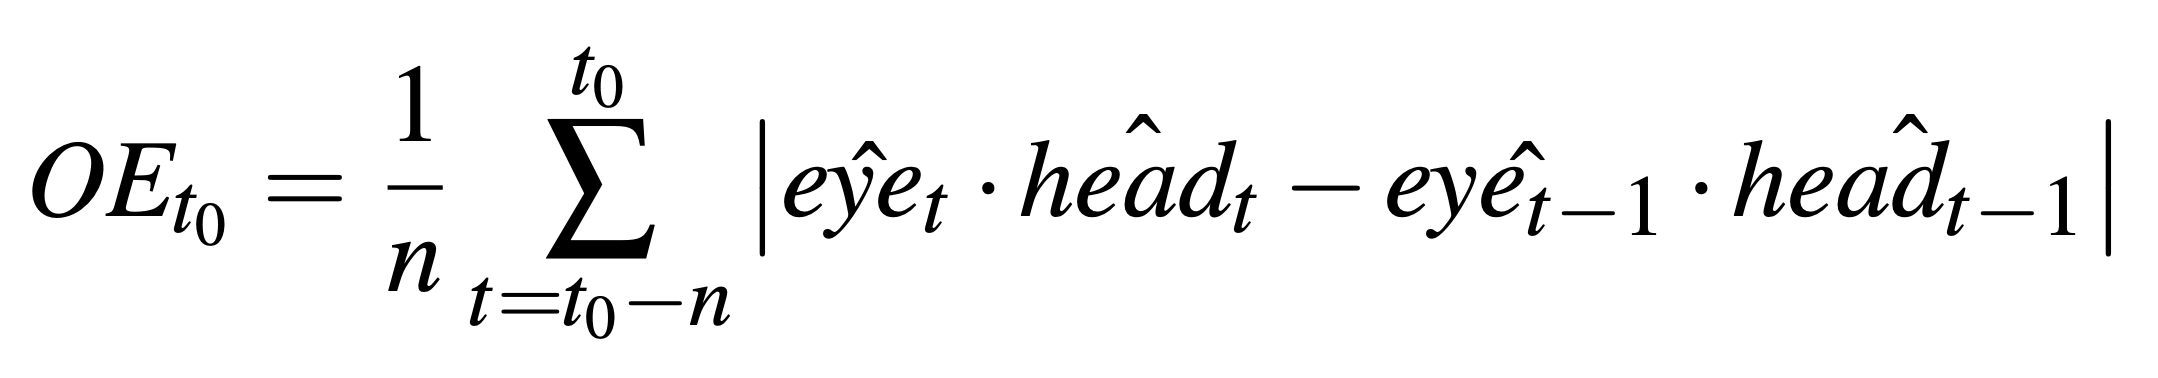 $OE_{t_0} = \frac{1}{n} \sum_{t=t_0-n}^{t_0} \left| \hat{eye}_t \cdot \hat{head}_t - \hat{eye}_{t-1} \cdot \hat{head}_{t-1} \right|$